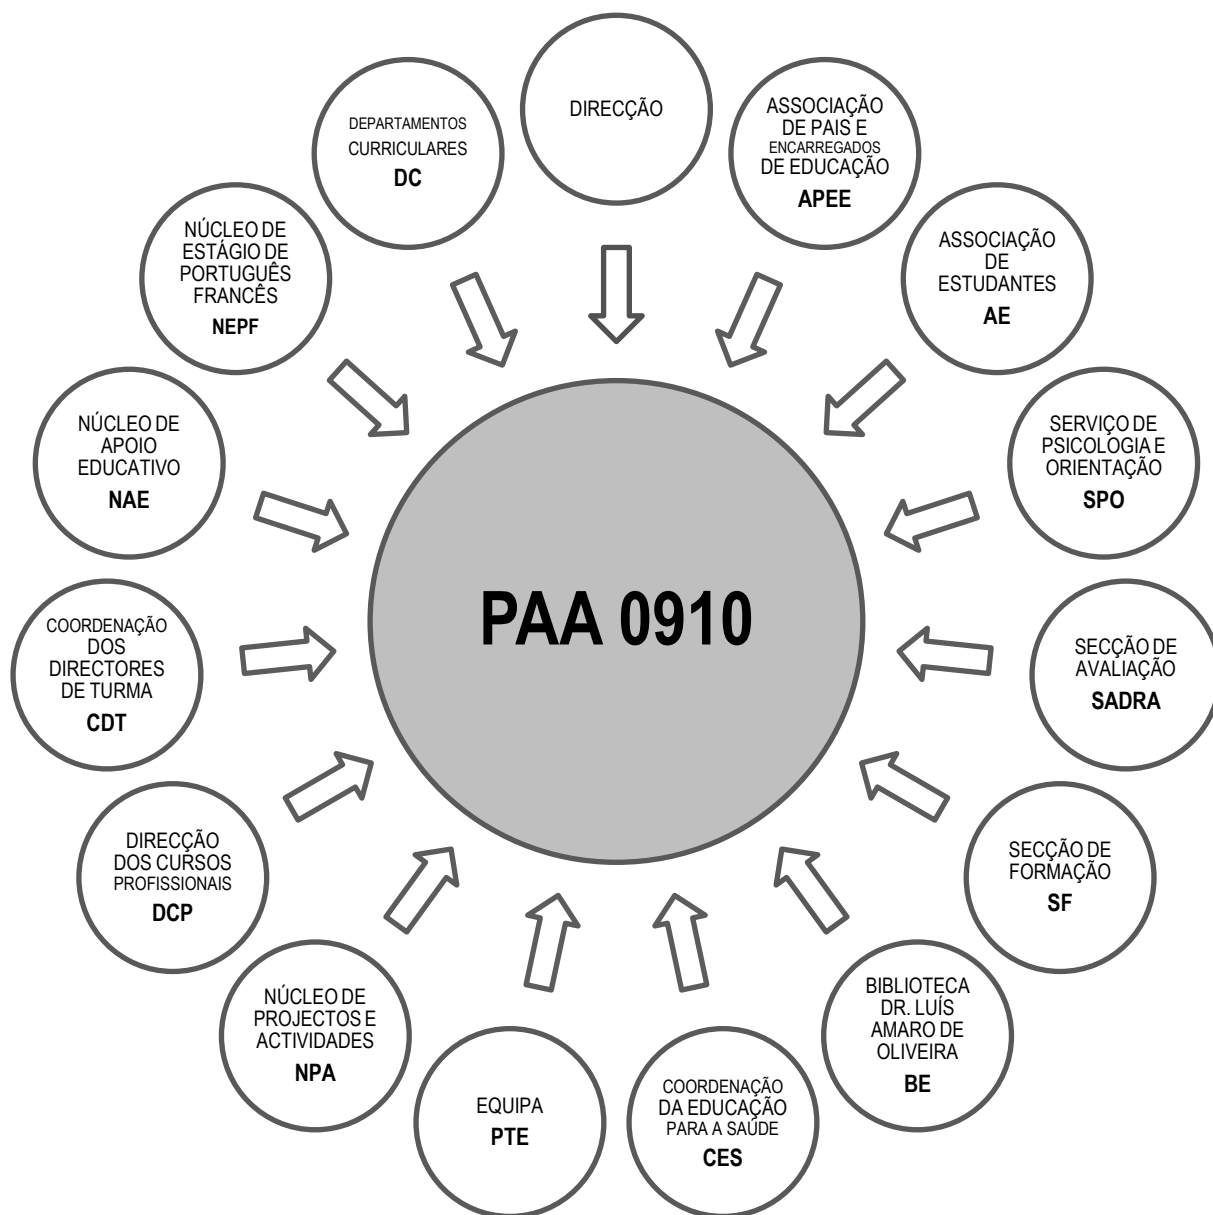 DIRECÇÃO
ASSOCIAÇÃO
DE PAIS E
ENCARREGADOS
DE EDUCAÇÃO
APEE
ASSOCIAÇÃO
DE
ESTUDANTES
AE
SERVIÇO DE
PSICOLOGIA E
ORIENTAÇÃO
SPO
SECÇÃO DE
AVALIAÇÃO
SADRA
SECÇÃO DE
FORMAÇÃO
SF
BIBLIOTECA
DR. LUÍS
AMARO DE
OLIVEIRA
BE
COORDENAÇÃO
DA EDUCAÇÃO
PARA A SAÚDE
CES
EQUIPA
PTE
NÚCLEO DE
PROJECTOS E
ACTIVIDADES
NPA
DIRECÇÃO
DOS CURSOS
PROFISSIONAIS
DCP
COORDENAÇÃO
DOS
DIRECTORES
DE TURMA
CDT
NÚCLEO DE
APOIO
EDUCATIVO
NAE
NÚCLEO DE
ESTÁGIO DE
PORTUGUÊS
FRANCÊS
NEPF
DEPARTAMENTOS
CURRICULARES
DC
PAA 0910